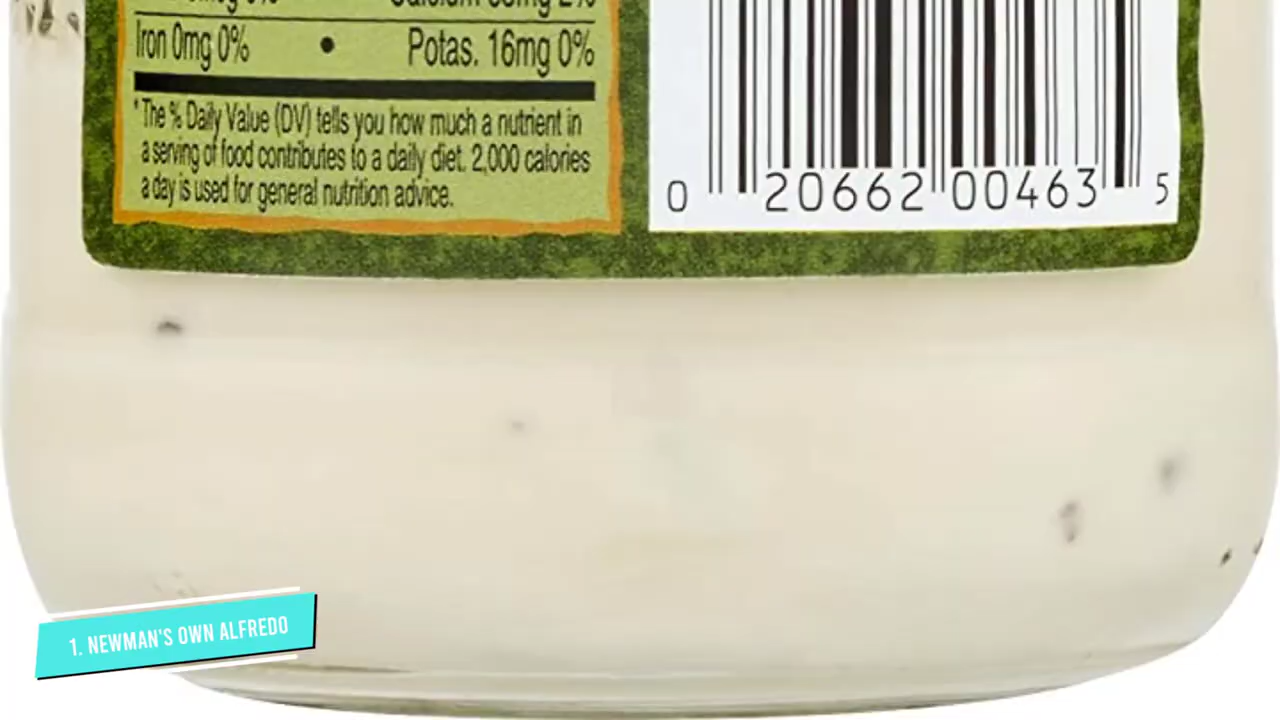 Iron 0mg 0% • Potas. 16mg 0%
*The % Daily Value (DV) tells you how much a nutrient in
a serving of food contributes to a daily diet. 2,000 calories
a day is used for general nutrition advice.
0 20662 00463 5
1. NEWMAN'S OWN ALFREDO